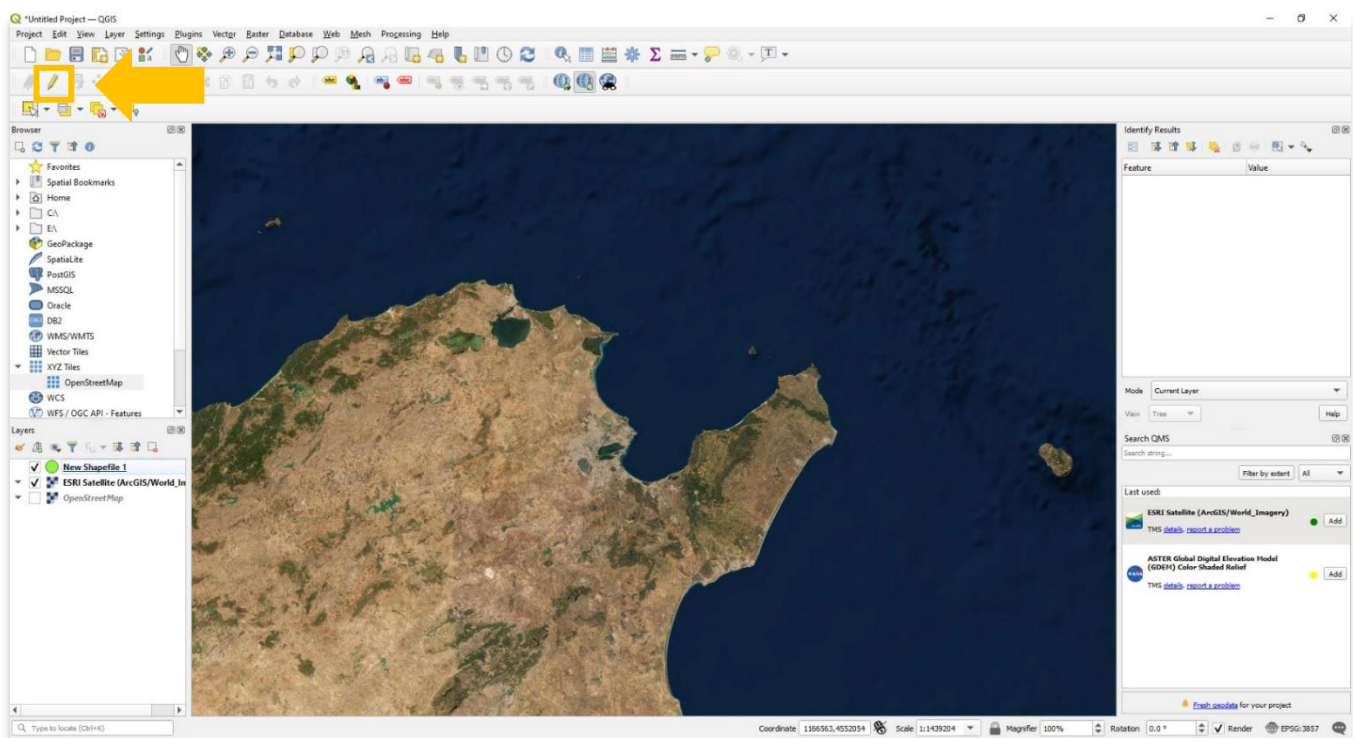 *Untitled Project — QGIS
Project Edit View Layer Settings Plugins Vector Raster Database Web Mesh Processing Help
Browser
Favorites
Spatial Bookmarks
Home
C:\
E:\
GeoPackage
SpatiaLite
PostGIS
MSSQL
Oracle
DB2
WMS/WMTS
Vector Tiles
XYZ Tiles
OpenStreetMap
WCS
WFS / OGC API - Features
Layers
New Shapefile 1
ESRI Satellite (ArcGIS/World_In
OpenStreetMap
Identify Results
Feature Value
Mode Current Layer
View Tree Help
Search QMS
Search string...
Filter by extent All
Last used:
ESRI Satellite (ArcGIS/World_Imagery)
TMS details, report a problem
Add
ASTER Global Digital Elevation Model
(GDEM) Color Shaded Relief
TMS details, report a problem
Add
Fresh geodata for your project
Type to locate (Ctrl+K) Coordinate 1166563,4552054 Scale 1:1439204 Magnifier 100% Rotation 0.0 ° Render EPSG:3857